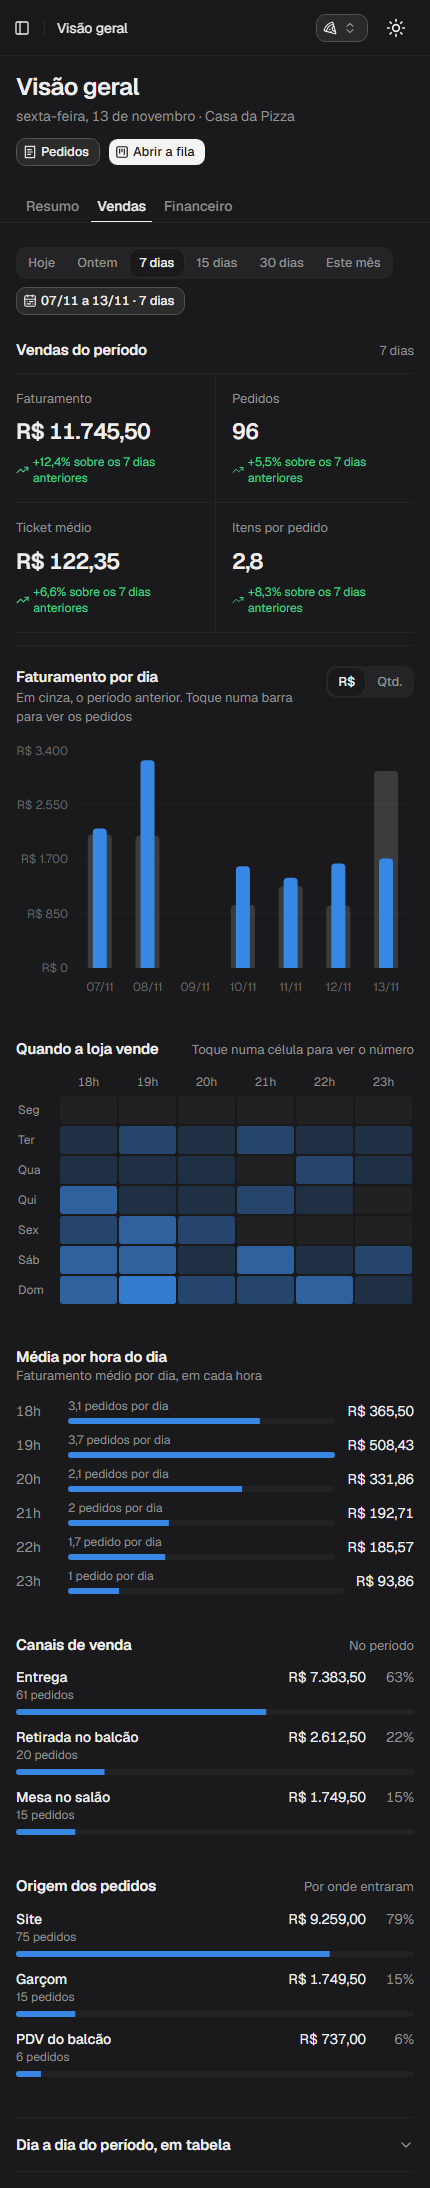 Visão geral
Visão geral
sexta-feira, 13 de novembro · Casa da Pizza
Pedidos
Abrir a fila
Resumo
Vendas
Financeiro
Hoje
Ontem
7 dias
15 dias
30 dias
Este mês
07/11 a 13/11 · 7 dias
Vendas do período
7 dias
Faturamento
R$ 11.745,50
+12,4% sobre os 7 dias
anteriores
Pedidos
96
+5,5% sobre os 7 dias
anteriores
Ticket médio
R$ 122,35
+6,6% sobre os 7 dias
anteriores
Itens por pedido
2,8
+8,3% sobre os 7 dias
anteriores
Faturamento por dia
Em cinza, o período anterior. Toque numa barra
para ver os pedidos
R$
Qtd.
R$ 3.400
R$ 2.550
R$ 1.700
R$ 850
R$ 0
07/11
08/11
09/11
10/11
11/11
12/11
13/11
Quando a loja vende
Toque numa célula para ver o número
18h
19h
20h
21h
22h
23h
Seg
Ter
Qua
Qui
Sex
Sáb
Dom
Média por hora do dia
Faturamento médio por dia, em cada hora
18h
3,1 pedidos por dia
R$ 365,50
19h
3,7 pedidos por dia
R$ 508,43
20h
2,1 pedidos por dia
R$ 331,86
21h
2 pedidos por dia
R$ 192,71
22h
1,7 pedido por dia
R$ 185,57
23h
1 pedido por dia
R$ 93,86
Canais de venda
No período
Entrega
R$ 7.383,50
63%
61 pedidos
Retirada no balcão
R$ 2.612,50
22%
20 pedidos
Mesa no salão
R$ 1.749,50
15%
15 pedidos
Origem dos pedidos
Por onde entraram
Site
R$ 9.259,00
79%
75 pedidos
Garçom
R$ 1.749,50
15%
15 pedidos
PDV do balcão
R$ 737,00
6%
6 pedidos
Dia a dia do período, em tabela